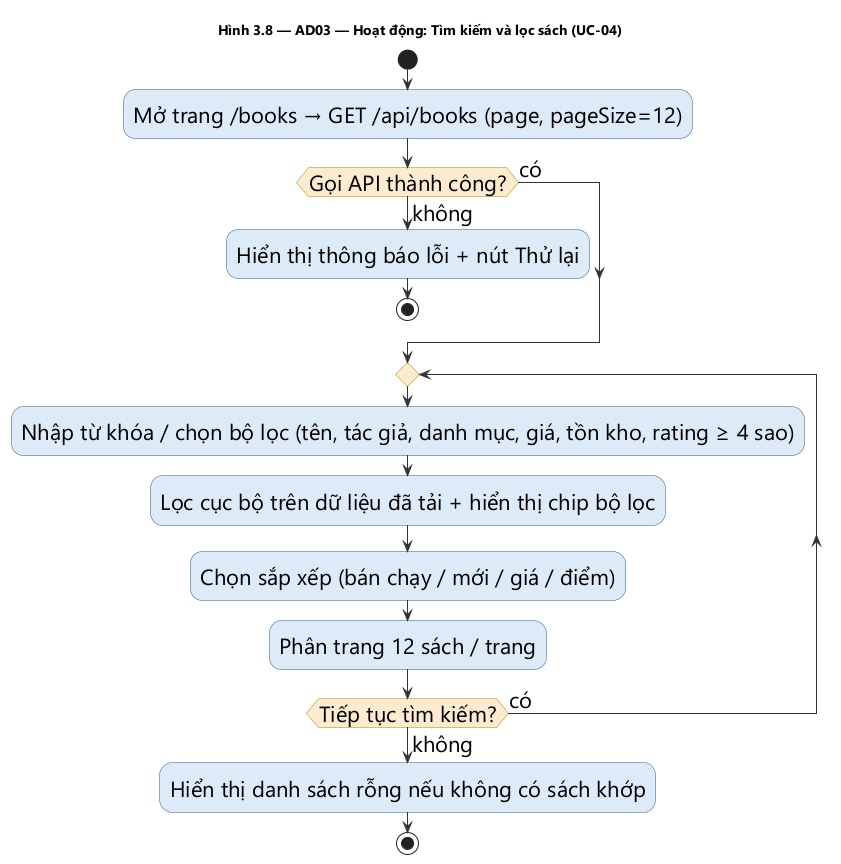 Hình 3.8 — AD03 — Hoạt động: Tìm kiếm và lọc sách (UC-04)
Mở trang /books → GET /api/books (page, pageSize=12)
Gọi API thành công?
có
không
Hiển thị thông báo lỗi + nút Thử lại
Nhập từ khóa / chọn bộ lọc (tên, tác giả, danh mục, giá, tồn kho, rating ≥ 4 sao)
Lọc cục bộ trên dữ liệu đã tải + hiển thị chip bộ lọc
Chọn sắp xếp (bán chạy / mới / giá / điểm)
Phân trang 12 sách / trang
Tiếp tục tìm kiếm?
có
không
Hiển thị danh sách rỗng nếu không có sách khớp